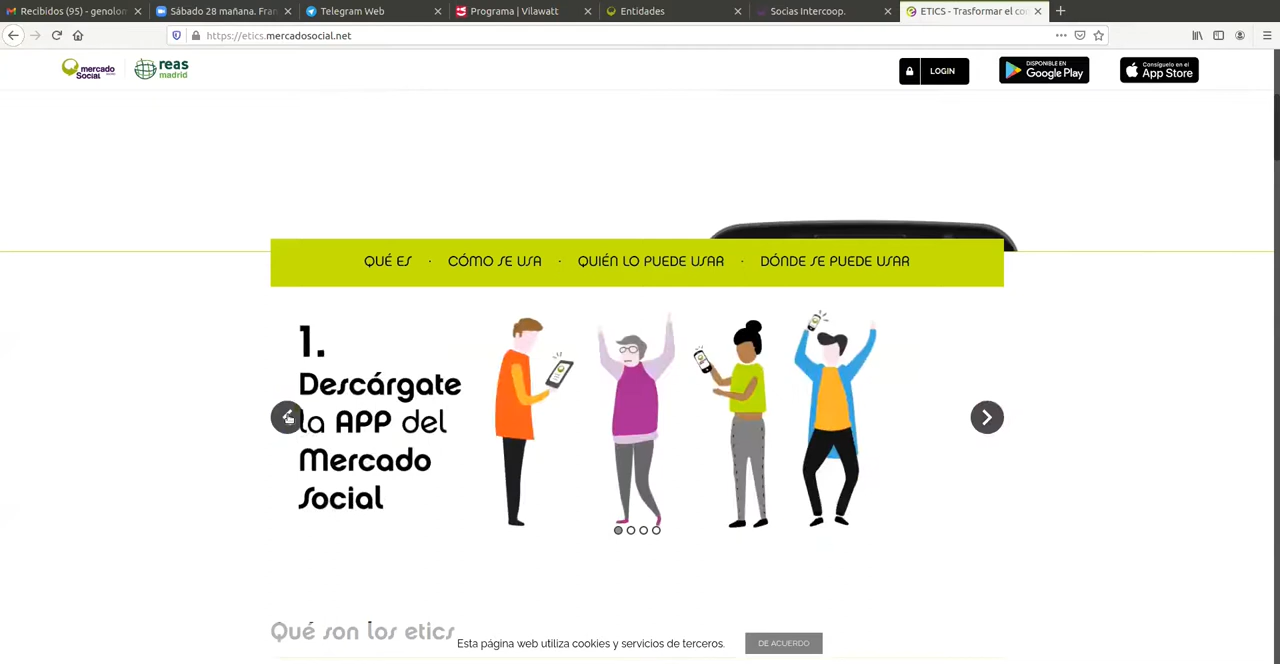 Recibidos (95) - genolom
Sábado 28 mañana. Fran
Telegram Web
Programa | Vilawatt
Entidades
Socias Intercoop.
ETICS - Trasformar el co
https://etics.mercadosocial.net
mercado Social
reas madrid
LOGIN
DISPONIBLE EN
Google Play
Consíguelo en el
App Store
QUÉ ES · CÓMO SE USA · QUIÉN LO PUEDE USAR · DÓNDE SE PUEDE USAR
1.
Descárgate
la APP del
Mercado
Social
Qué son los etics
Esta página web utiliza cookies y servicios de terceros.
DE ACUERDO